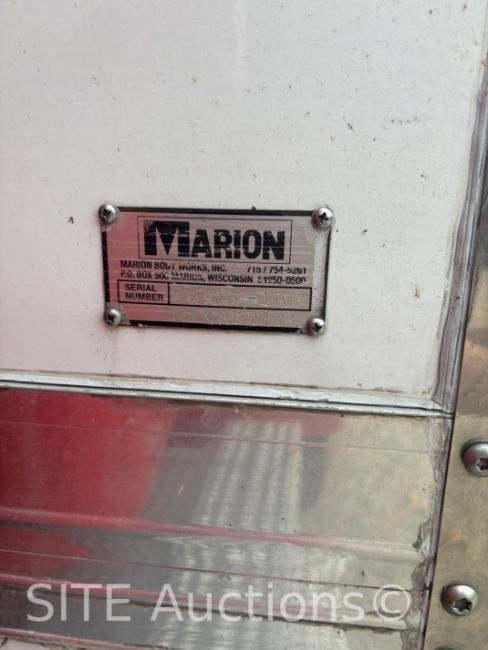 MARION
MARION BODY WORKS, INC. 715 / 754-5261
P.O. BOX 500 MARION, WISCONSIN 54950-0500
SERIAL
NUMBER
SITE Auctions©